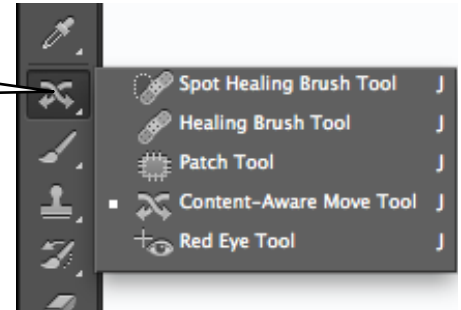 Spot Healing Brush Tool J
Healing Brush Tool J
Patch Tool J
Content-Aware Move Tool J
Red Eye Tool J